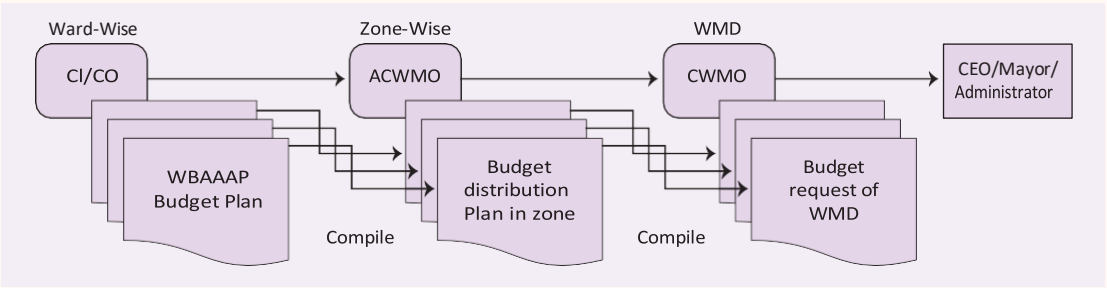 Ward-Wise
Zone-Wise
WMD
CI/CO
ACWMO
CWMO
CEO/Mayor/
Administrator
WBAAAP
Budget Plan
Budget
distribution
Plan in zone
Budget
request of
WMD
Compile
Compile